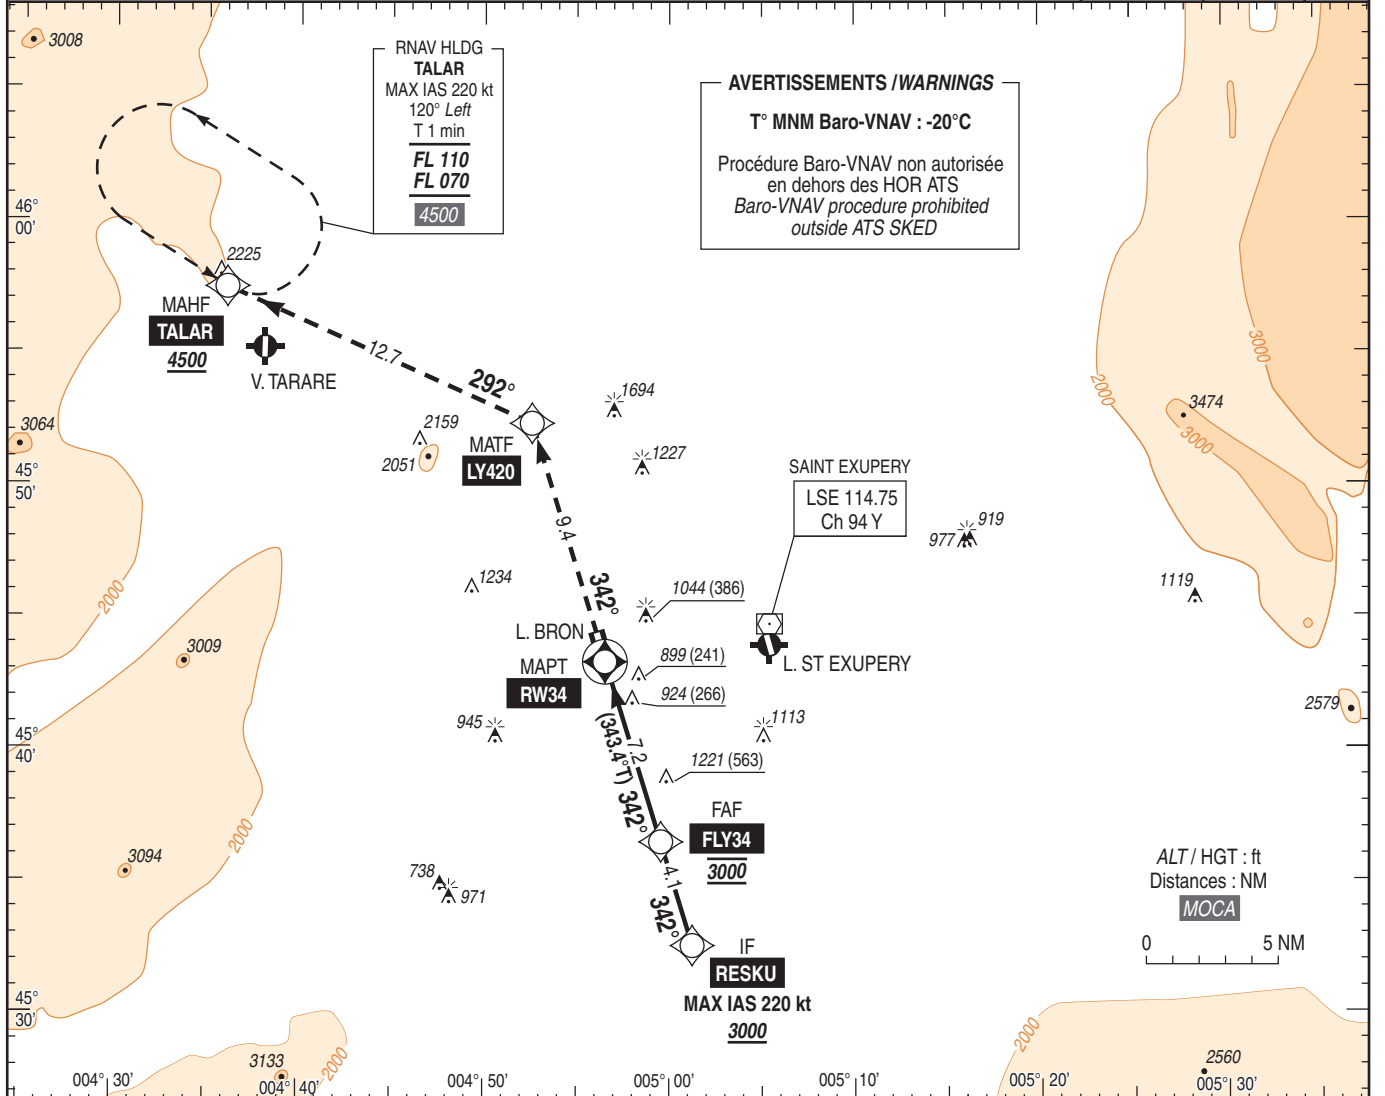 3008
RNAV HLDG
TALAR
MAX IAS 220 kt
120° Left
T 1 min
FL 110
FL 070
4500
AVERTISSEMENTS / WARNINGS
T° MNM Baro-VNAV : -20°C
Procédure Baro-VNAV non autorisée
en dehors des HOR ATS
Baro-VNAV procedure prohibited
outside ATS SKED
46°
00'
2225
MAHF
TALAR
4500
V. TARARE
12.7
292°
3000
2000
3474
3000
1694
2159
3064
2051
MATF
LY420
1227
45°
50'
SAINT EXUPERY
LSE 114.75
Ch 94 Y
9.4
919
977
1234
342°
1044 (386)
1119
2000
L. BRON
3009
899 (241)
L. ST EXUPERY
MAPT
RW34
924 (266)
2579
945
1113
45°
40'
7.2
(343.4°T)
342°
1221 (563)
FAF
FLY34
3000
2000
3094
738
971
4.1
342°
ALT / HGT : ft
Distances : NM
MOCA
0 5 NM
IF
RESKU
MAX IAS 220 kt
3000
45°
30'
2000
2000
3133
2560
004° 30'
004° 40'
004° 50'
005° 00'
005° 10'
005° 20'
005° 30'